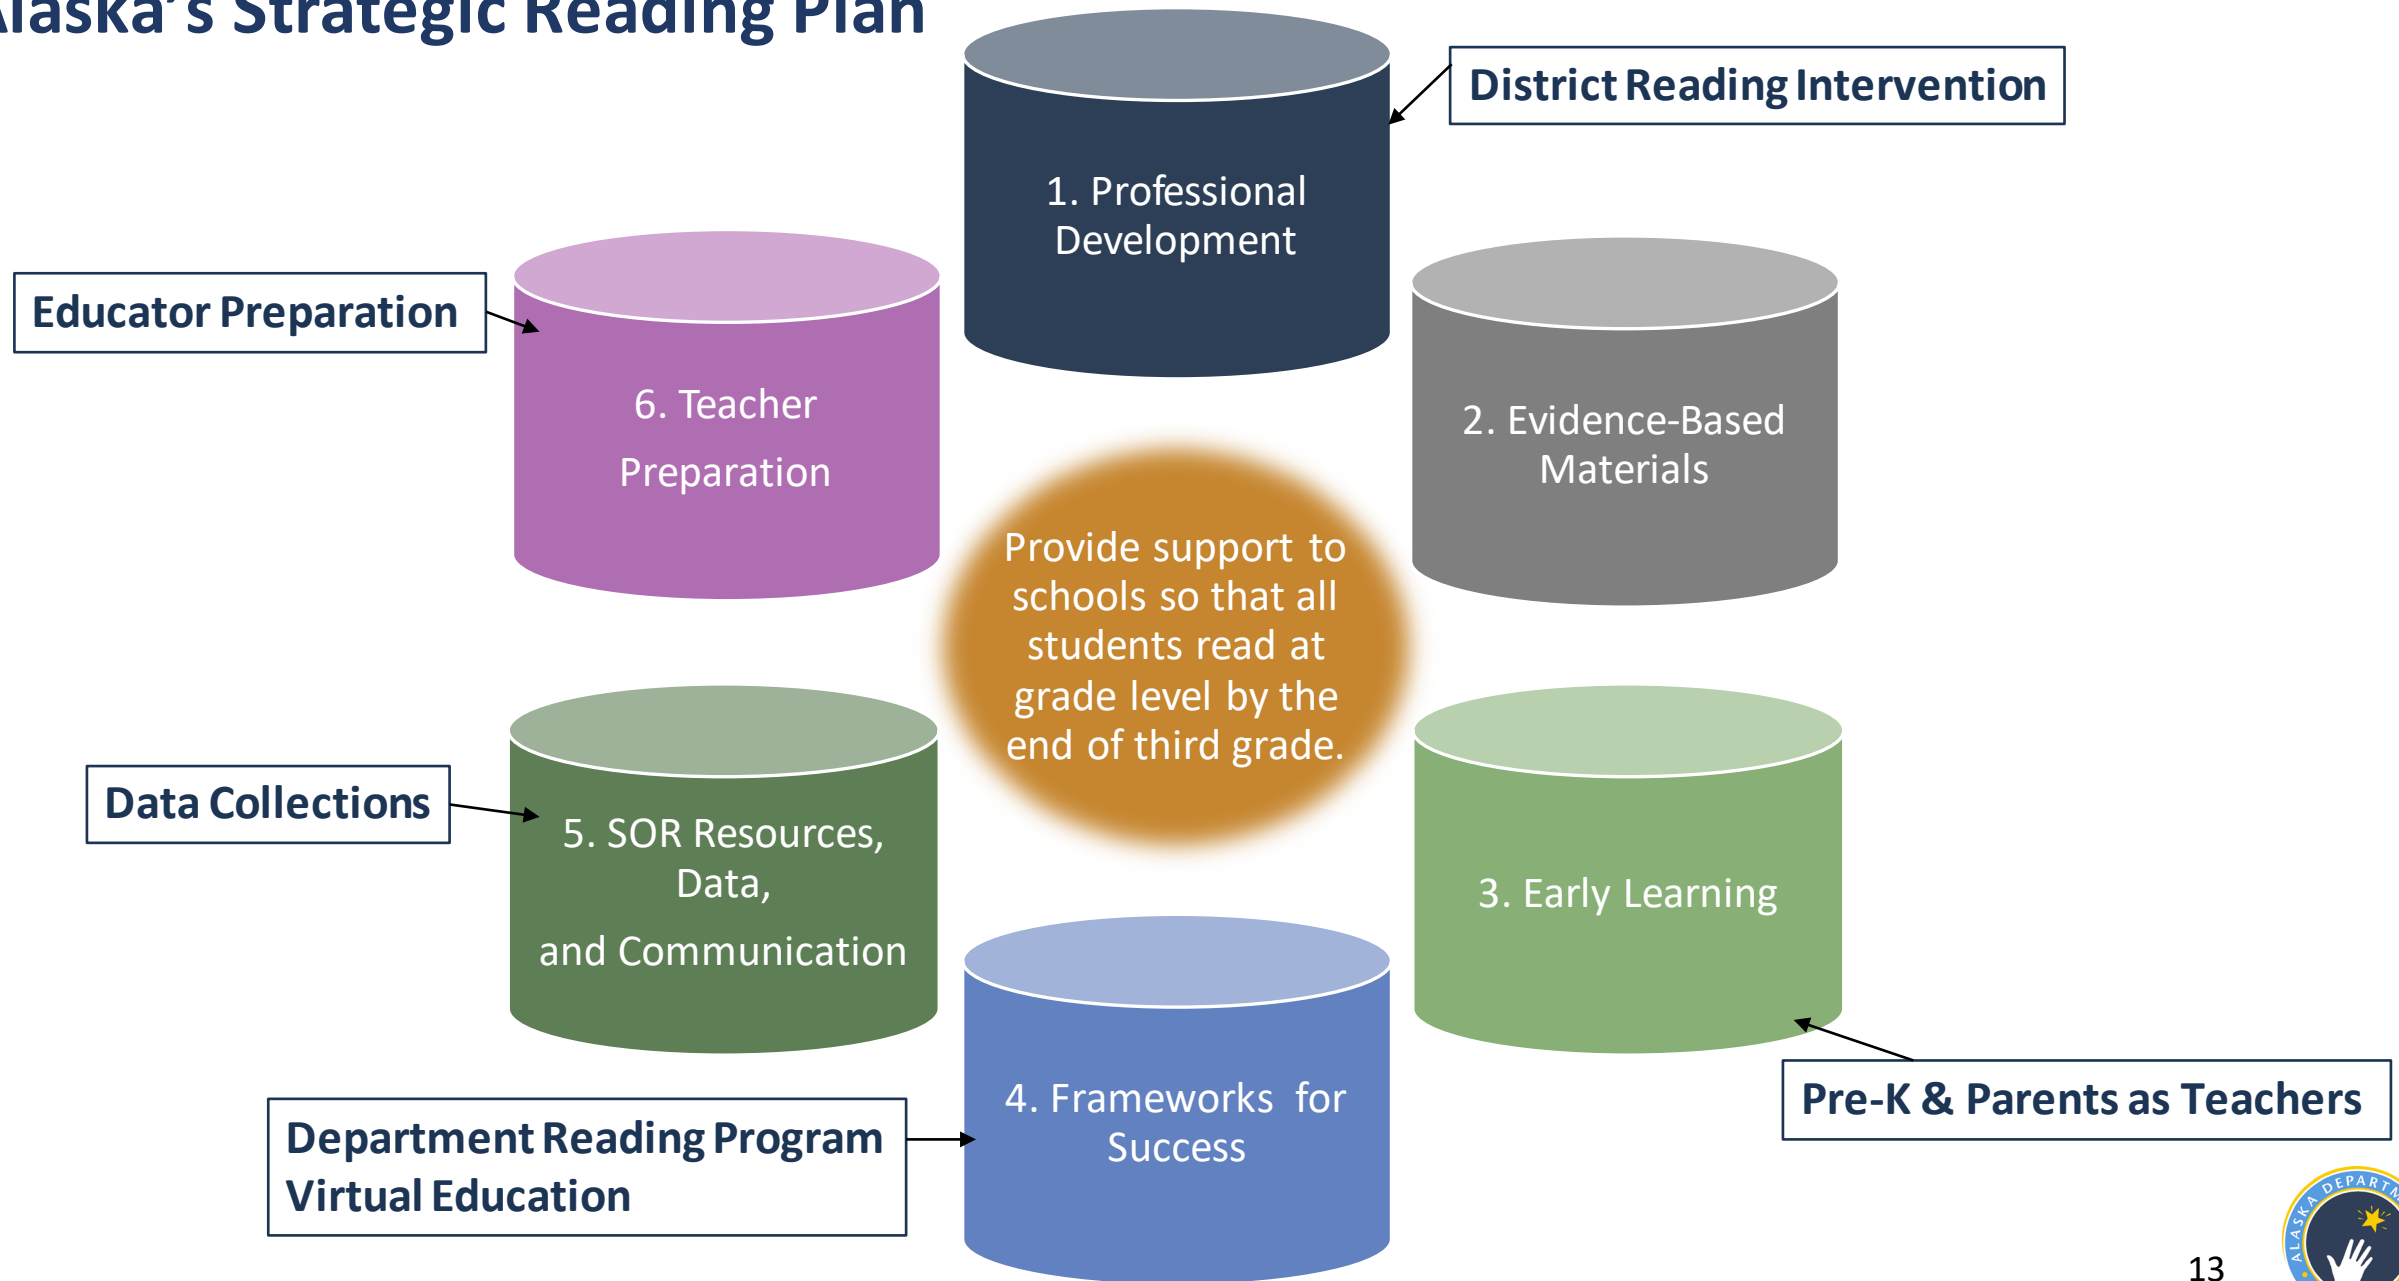 Alaska's Strategic Reading Plan
District Reading Intervention
1. Professional
Development
Educator Preparation
6. Teacher
Preparation
2. Evidence-Based
Materials
Provide support to
schools so that all
students read at
grade level by the
end of third grade.
Data Collections
5. SOR Resources,
Data,
and Communication
3. Early Learning
Pre-K & Parents as Teachers
4. Frameworks for
Success
Department Reading Program
Virtual Education
13
ALASKA